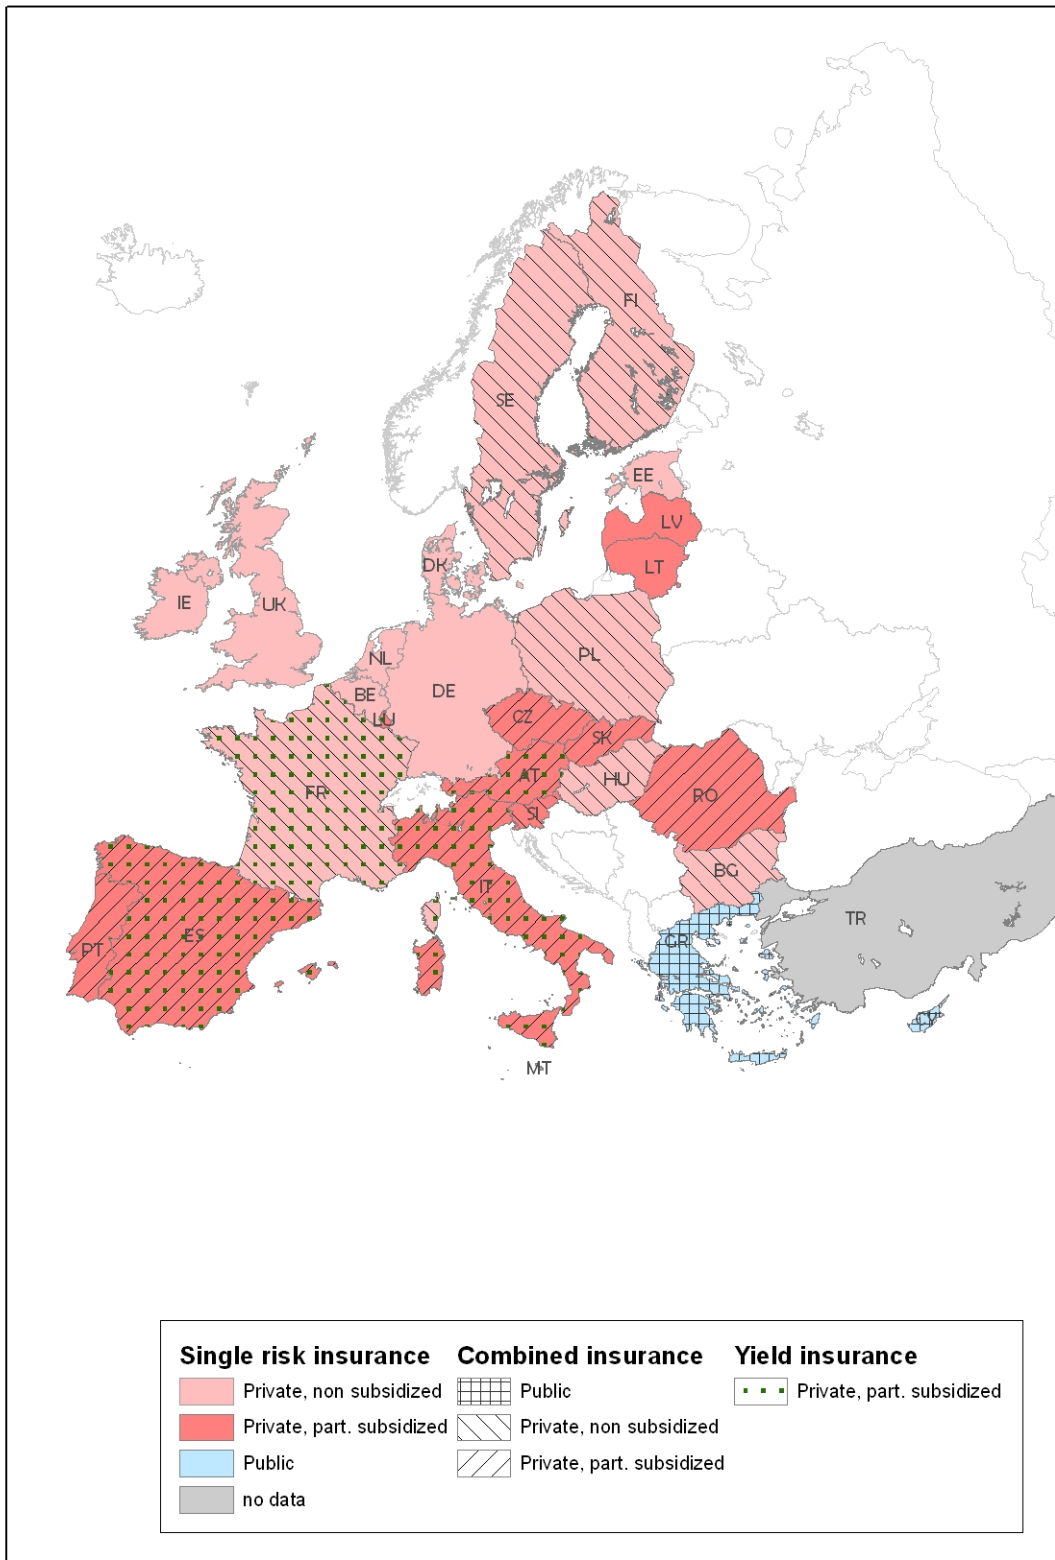 FI
SE
EE
LV
LT
DK
IE
UK
NL
PL
BE
DE
LU
CZ
SK
AT
HU
FR
SI
RO
BG
IT
ES
PT
GR
TR
MT
Single risk insurance
Private, non subsidized
Private, part. subsidized
Public
no data
Combined insurance
Public
Private, non subsidized
Private, part. subsidized
Yield insurance
Private, part. subsidized